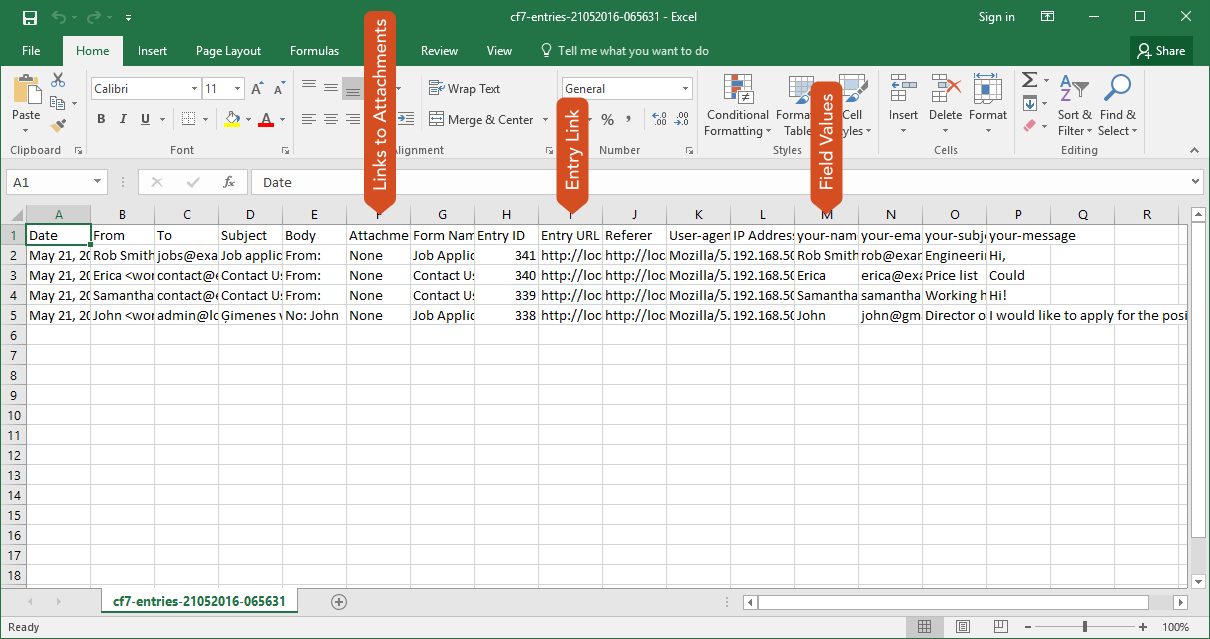 cf7-entries-21052016-065631 - Excel
Sign in
File Home Insert Page Layout Formulas Review View Tell me what you want to do Share
Links to Attachments
Entry Link
Field Values
Paste
Calibri 11
B I U
Wrap Text
Merge & Center
General
%
Conditional
Formatting
Cell
Insert Delete Format
Sort &
Filter
Find &
Select
Clipboard Font Alignment Number Styles Cells Editing
A1 fx Date
A B C D E F G H I J K L M N O P Q R
1 Date From To Subject Body Attachme Form Nam Entry ID Entry URL Referer User-agen IP Address your-nam your-ema your-subj your-message
2 May 21, 20 Rob Smith jobs@exa Job applic From: None Job Applic 341 http://loc http://loc Mozilla/5. 192.168.50 Rob Smith rob@exam Engineerin Hi,
3 May 21, 20 Erica <wor contact@e Contact Us From: None Contact Us 340 http://loc http://loc Mozilla/5. 192.168.50 Erica erica@exa Price list Could
4 May 21, 20 Samantha contact@e Contact Us From: None Contact Us 339 http://loc http://loc Mozilla/5. 192.168.50 Samantha samantha Working h Hi!
5 May 21, 20 John <wor admin@lo Gimenes w No: John None Job Applic 338 http://loc http://loc Mozilla/5. 192.168.50 John john@gm Director o I would like to apply for the posi
6
7
8
9
10
11
12
13
14
15
16
17
18
cf7-entries-21052016-065631
Ready 100%